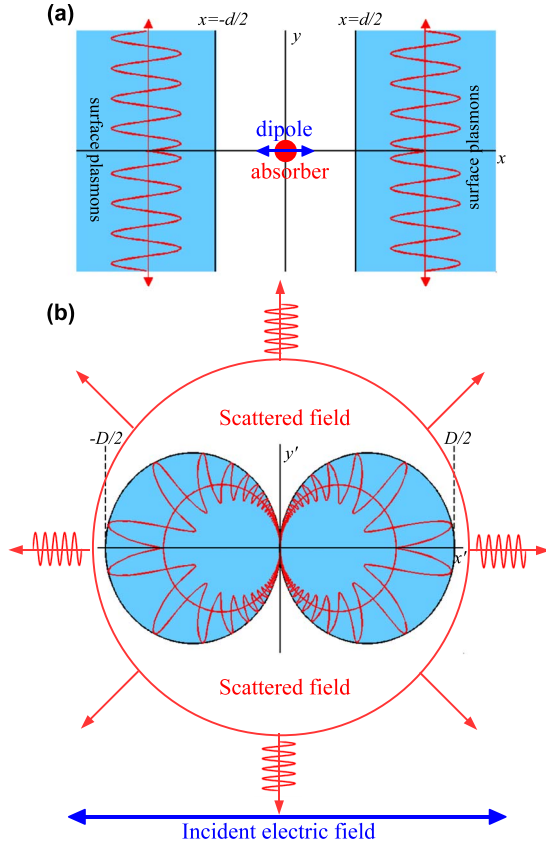 (a)
x=-d/2
x=d/2
y
surface plasmons
dipole
absorber
surface plasmons
x
(b)
Scattered field
-D/2
D/2
y'
x'
Scattered field
Incident electric field